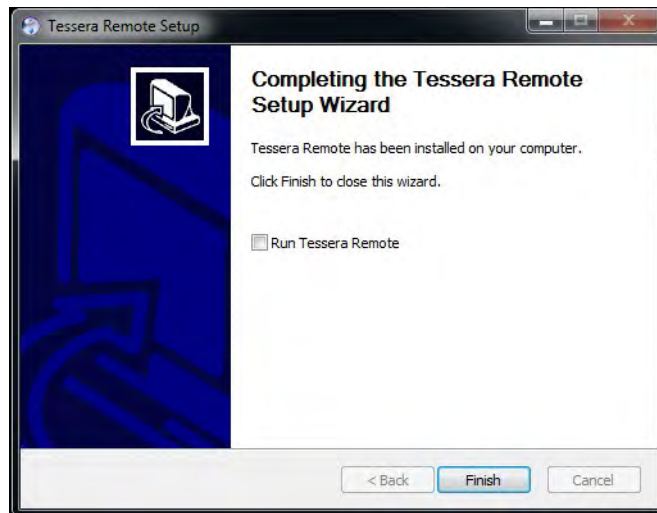 Tessera Remote Setup
Completing the Tessera Remote
Setup Wizard
Tessera Remote has been installed on your computer.
Click Finish to close this wizard.
Run Tessera Remote
< Back
Finish
Cancel